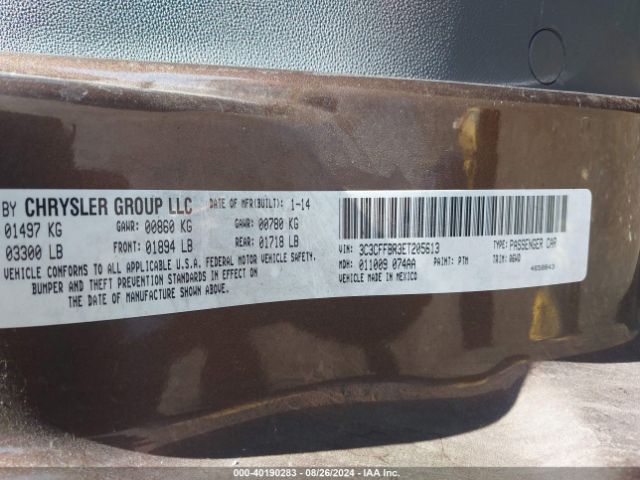 BY CHRYSLER GROUP LLC DATE OF MFR(BUILT): 1-14
01497 KG GAWR: 00860 KG GAWR: 00780 KG
03300 LB FRONT: 01894 LB REAR: 01718 LB
VEHICLE CONFORMS TO ALL APPLICABLE U.S.A. FEDERAL MOTOR VEHICLE SAFETY,
BUMPER AND THEFT PREVENTION STANDARDS IN EFFECT ON
THE DATE OF MANUFACTURE SHOWN ABOVE.
VIN: 3C3CFFBR3ET205613 TYPE: PASSENGER CAR
MDH: 011009 074AA PAINT: PTM TRIM: A6W0
VEHICLE MADE IN MEXICO 4850843
000-40190283 - 08/26/2024 - IAA Inc.